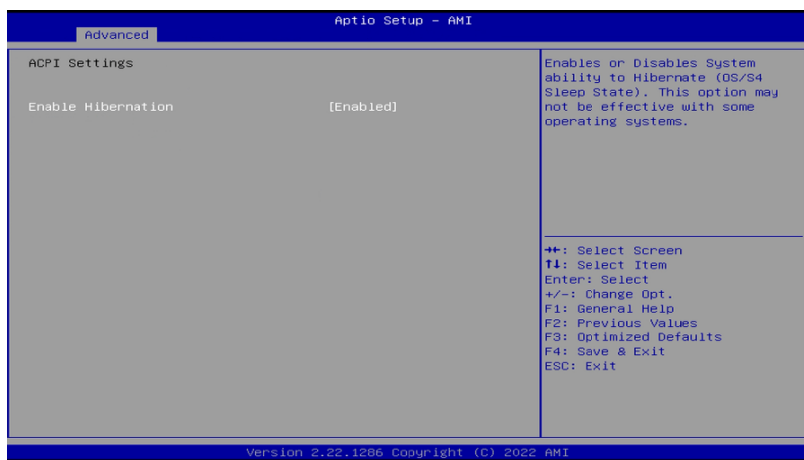 Aptio Setup – AMI
Advanced
ACPI Settings
Enable Hibernation [Enabled]
Enables or Disables System
ability to Hibernate (OS/S4
Sleep State). This option may
not be effective with some
operating systems.
→←: Select Screen
↑↓: Select Item
Enter: Select
+/-: Change Opt.
F1: General Help
F2: Previous Values
F3: Optimized Defaults
F4: Save & Exit
ESC: Exit
Version 2.22.1286 Copyright (C) 2022 AMI